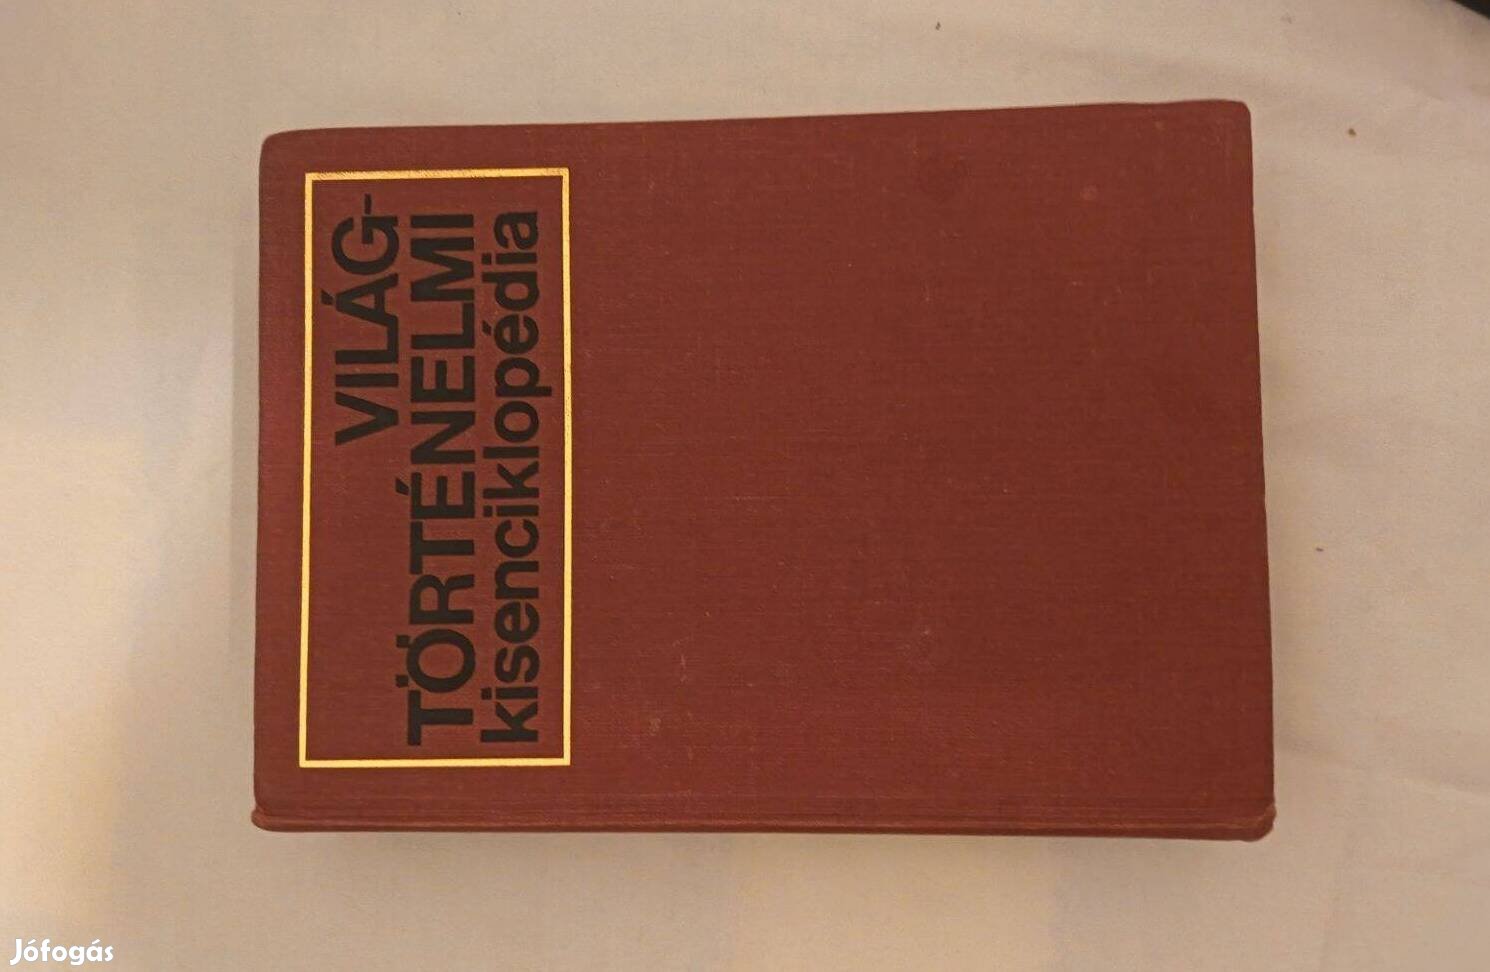 VILÁG-
TÖRTÉNELMI
kisenciklopédia
Jófogás